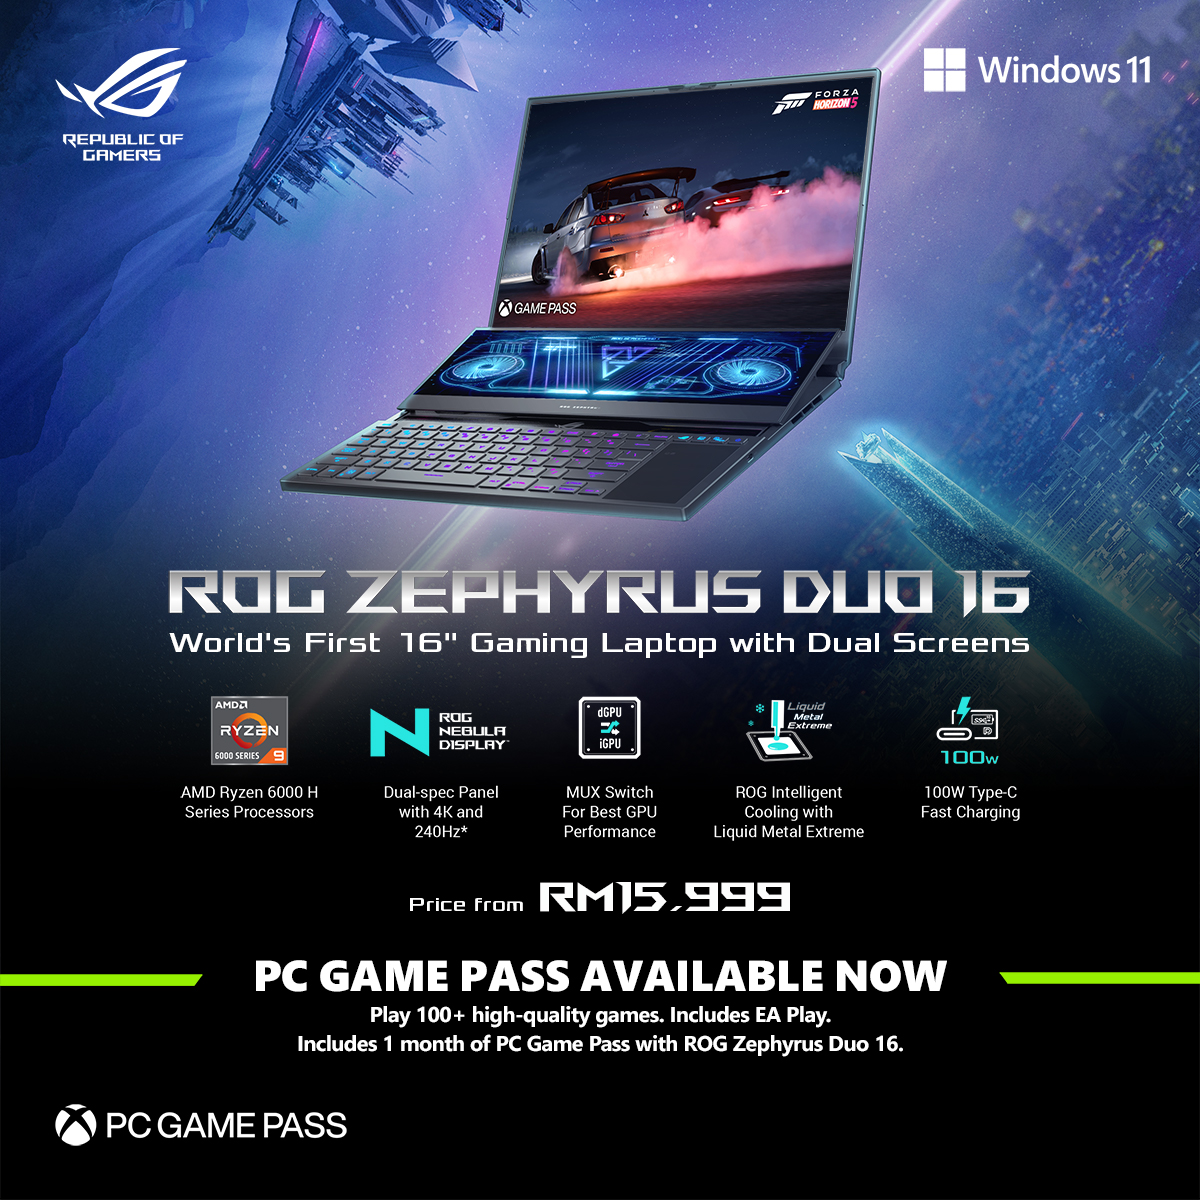 REPUBLIC OF
GAMERS
Windows 11
FORZA
HORIZON 5
GAME PASS
ROG ZEPHYRUS DUO 16
World's First 16" Gaming Laptop with Dual Screens
AMD
RYZEN
6000 SERIES 9
AMD Ryzen 6000 H
Series Processors
ROG
NEBULA
DISPLAY™
Dual-spec Panel
with 4K and
240Hz*
dGPU
iGPU
MUX Switch
For Best GPU
Performance
Liquid
Metal
Extreme
ROG Intelligent
Cooling with
Liquid Metal Extreme
100W
100W Type-C
Fast Charging
Price from RM15,999
PC GAME PASS AVAILABLE NOW
Play 100+ high-quality games. Includes EA Play.
Includes 1 month of PC Game Pass with ROG Zephyrus Duo 16.
PC GAME PASS